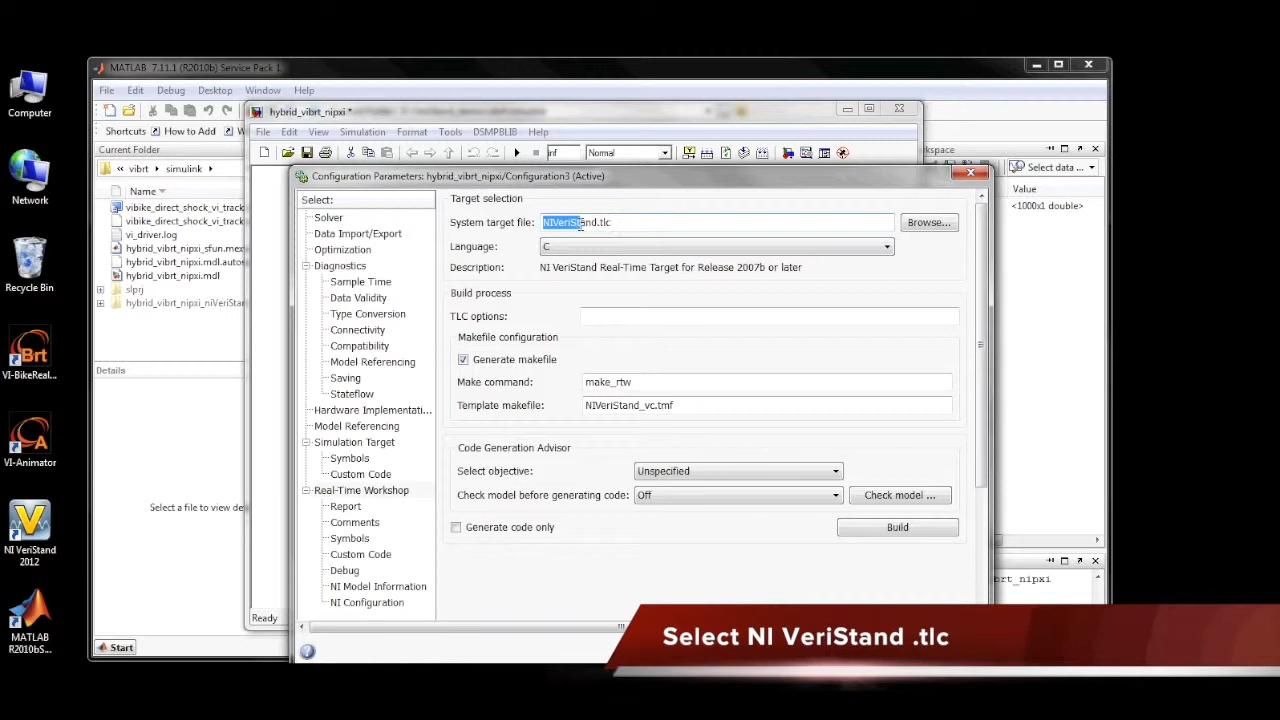 MATLAB 7.11.1 (R2010b) Service Pack 1
File Edit Debug Desktop Window Help
Shortcuts How to Add
Current Folder
vibrt simulink
Name
vibike_direct_shock_vi_track
vibike_direct_shock_vi_track
vi_driver.log
hybrid_vibrt_nipxi_sfun.mex
hybrid_vibrt_nipxi.mdl.autos
hybrid_vibrt_nipxi.mdl
slprj
hybrid_vibrt_nipxi_niVeriStan
Details
Select a file to view de
Start
Computer
Network
Recycle Bin
VI-BikeReal...
VI-Animator
NI VeriStand
2012
MATLAB
R2010bS...
hybrid_vibrt_nipxi *
File Edit View Simulation Format Tools DSMPBLIB Help
inf Normal
Ready
kspace
Select data ...
Value
<1000x1 double>
brt_nipxi
Configuration Parameters: hybrid_vibrt_nipxi/Configuration3 (Active)
Select:
Solver
Data Import/Export
Optimization
Diagnostics
Sample Time
Data Validity
Type Conversion
Connectivity
Compatibility
Model Referencing
Saving
Stateflow
Hardware Implementati...
Model Referencing
Simulation Target
Symbols
Custom Code
Real-Time Workshop
Report
Comments
Symbols
Custom Code
Debug
NI Model Information
NI Configuration
Target selection
System target file: NIVeriStand.tlc Browse...
Language: C
Description: NI VeriStand Real-Time Target for Release 2007b or later
Build process
TLC options:
Makefile configuration
Generate makefile
Make command: make_rtw
Template makefile: NIVeriStand_vc.tmf
Code Generation Advisor
Select objective: Unspecified
Check model before generating code: Off Check model ...
Generate code only Build
Select NI VeriStand .tlc